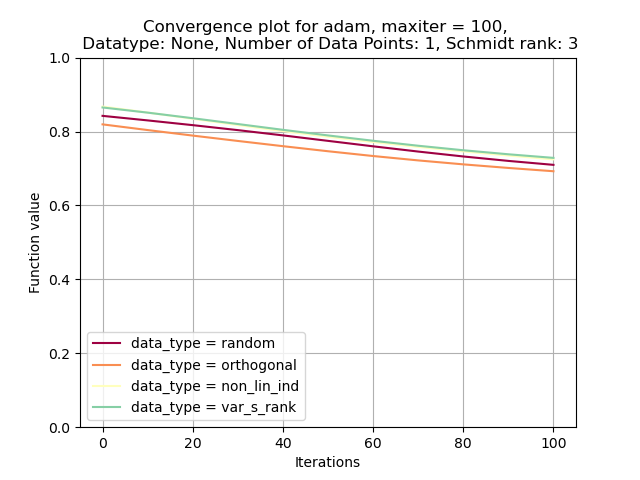 Convergence plot for adam, maxiter = 100,
Datatype: None, Number of Data Points: 1, Schmidt rank: 3
1.0
0.8
0.6
0.4
0.2
0.0
Function value
data_type = random
data_type = orthogonal
data_type = non_lin_ind
data_type = var_s_rank
0 20 40 60 80 100
Iterations